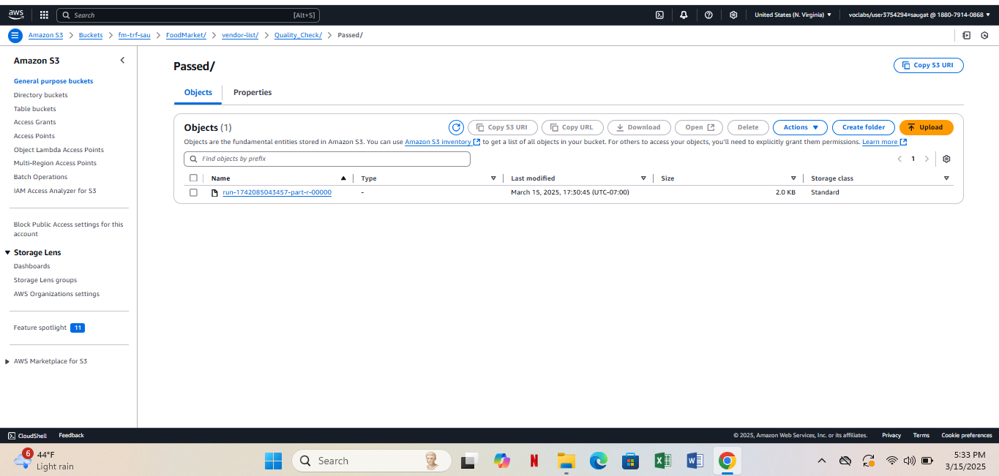 aws Search [Alt+S] United States (N. Virginia) voclabs/user3754294=saugat @ 1880-7914-0868
Amazon S3 > Buckets > fm-trf-sau > FoodMarket/ > vendor-list/ > Quality_Check/ > Passed/
Amazon S3
General purpose buckets
Directory buckets
Table buckets
Access Grants
Access Points
Object Lambda Access Points
Multi-Region Access Points
Batch Operations
IAM Access Analyzer for S3
Block Public Access settings for this
account
Storage Lens
Dashboards
Storage Lens groups
AWS Organizations settings
Feature spotlight 11
AWS Marketplace for S3
Passed/
Copy S3 URI
Objects Properties
Objects (1)
Copy S3 URI Copy URL Download Open Delete Actions Create folder Upload
Objects are the fundamental entities stored in Amazon S3. You can use Amazon S3 inventory to get a list of all objects in your bucket. For others to access your objects, you'll need to explicitly grant them permissions. Learn more
Find objects by prefix
1
Name Type Last modified Size Storage class
run-1742085043457-part-r-00000 - March 15, 2025, 17:30:45 (UTC-07:00) 2.0 KB Standard
CloudShell Feedback © 2025, Amazon Web Services, Inc. or its affiliates. Privacy Terms Cookie preferences
6
44°F
Light rain
Search
5:33 PM
3/15/2025